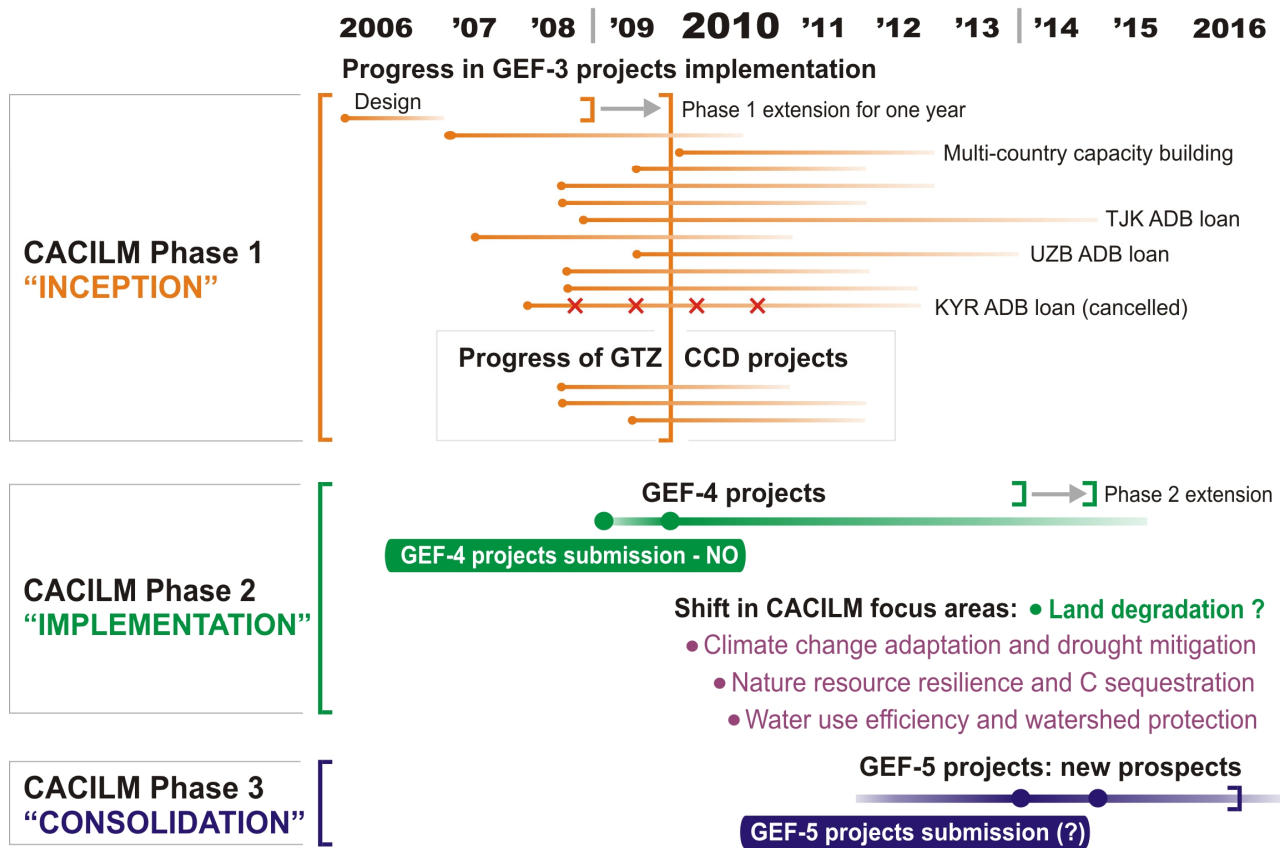 2006 ’07 ’08 ’09 2010 ’11 ’12 ’13 ’14 ’15 2016
Progress in GEF-3 projects implementation
Design
Phase 1 extension for one year
Multi-country capacity building
TJK ADB loan
UZB ADB loan
KYR ADB loan (cancelled)
CACILM Phase 1
“INCEPTION”
Progress of GTZ CCD projects
GEF-4 projects
Phase 2 extension
GEF-4 projects submission - NO
CACILM Phase 2
“IMPLEMENTATION”
Shift in CACILM focus areas: • Land degradation ?
• Climate change adaptation and drought mitigation
• Nature resource resilience and C sequestration
• Water use efficiency and watershed protection
CACILM Phase 3
“CONSOLIDATION”
GEF-5 projects: new prospects
GEF-5 projects submission (?)